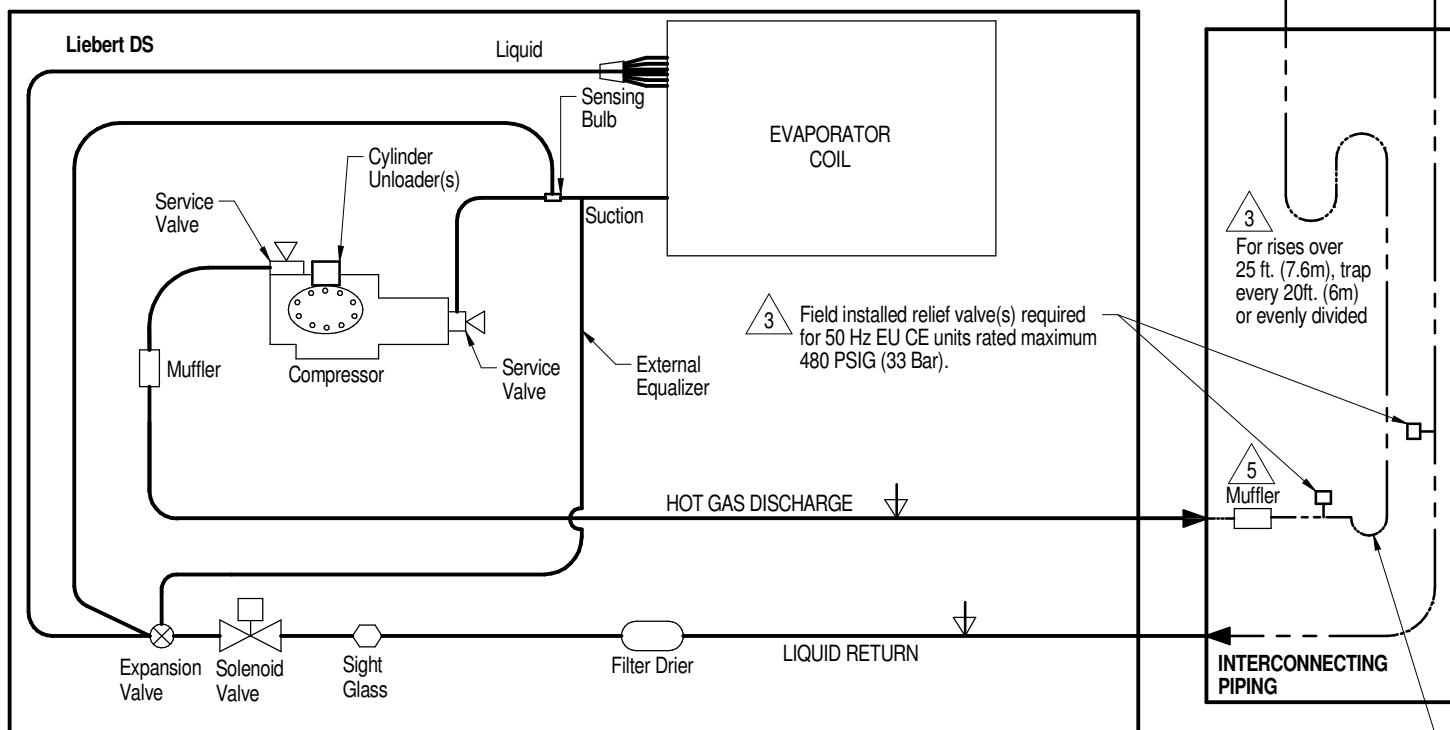 Liebert DS
Liquid
Sensing
Bulb
EVAPORATOR
COIL
Cylinder
Unloader(s)
Service
Valve
Suction
3
For rises over
25 ft. (7.6m), trap
every 20ft. (6m)
or evenly divided
3
Field installed relief valve(s) required
for 50 Hz EU CE units rated maximum
480 PSIG (33 Bar).
Muffler
Compressor
Service
Valve
External
Equalizer
5
Muffler
HOT GAS DISCHARGE
Expansion
Valve
Solenoid
Valve
Sight
Glass
Filter Drier
LIQUID RETURN
INTERCONNECTING
PIPING